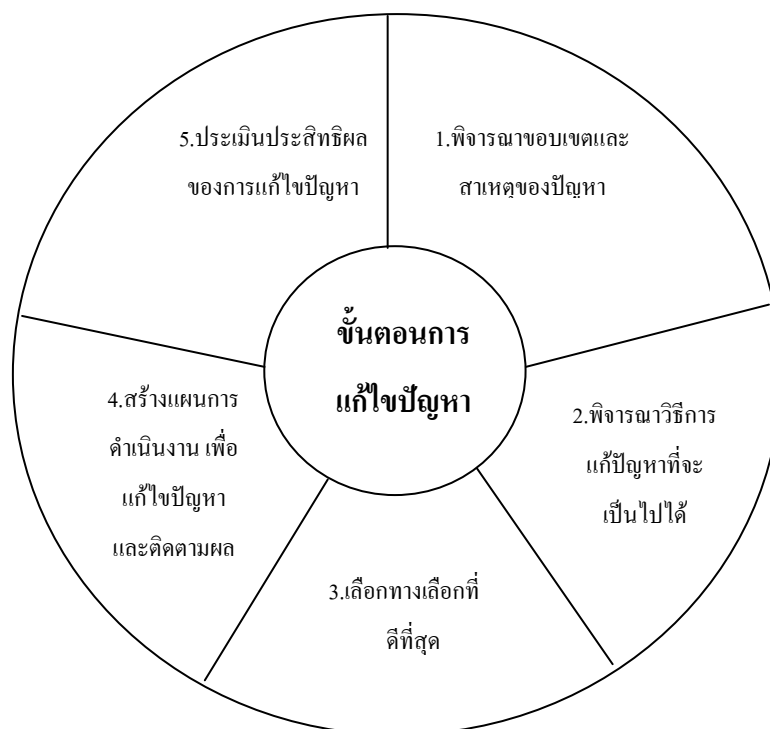 ขั้นตอนการ
แก้ไขปัญหา
1.พิจารณาขอบเขตและ
สาเหตุของปัญหา
2.พิจารณาวิธีการ
แก้ปัญหาที่จะ
เป็นไปได้
3.เลือกทางเลือกที่
ดีที่สุด
4.สร้างแผนการ
ดำเนินงาน เพื่อ
แก้ไขปัญหา
และติดตามผล
5.ประเมินประสิทธิผล
ของการแก้ไขปัญหา